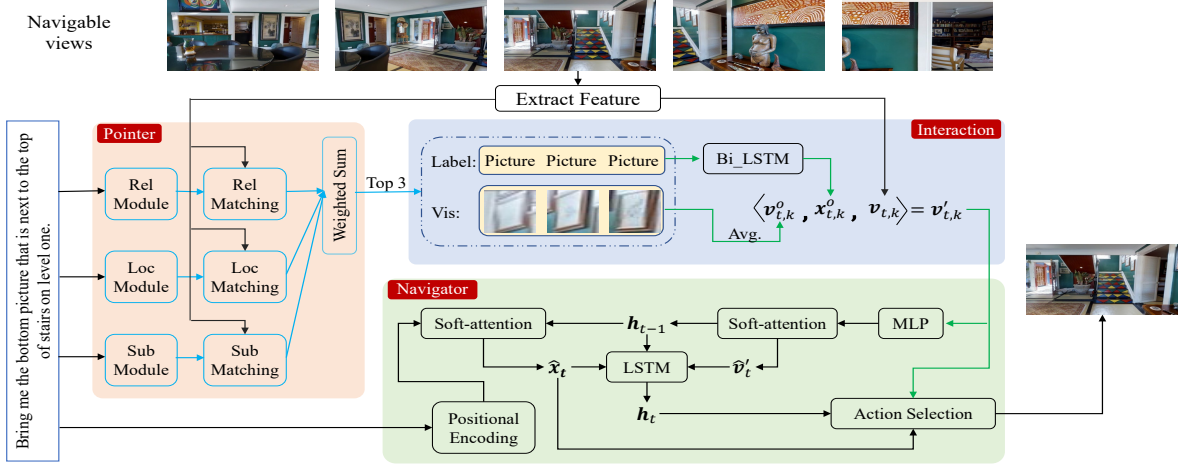 Navigable
views
Extract Feature
Bring me the bottom picture that is next to the top
of stairs on level one.
Pointer
Rel
Module
Rel
Matching
Loc
Module
Loc
Matching
Sub
Module
Sub
Matching
Weighted Sum
Top 3
Interaction
Label:
Picture Picture Picture
Bi_LSTM
Vis:
Avg.
⟨v^o_{t,k} , x^o_{t,k} , v_{t,k}⟩ = v'_{t,k}
Navigator
Soft-attention
h_{t−1}
Soft-attention
MLP
x̂_t
LSTM
v̂'_t
h_t
Action Selection
Positional
Encoding